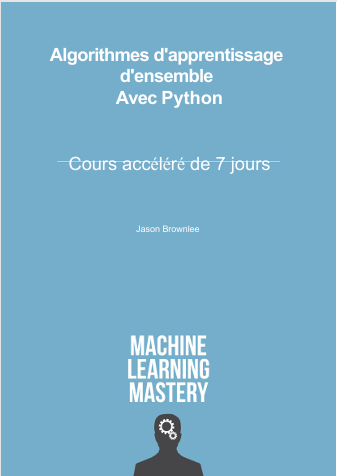 Algorithmes d'apprentissage
d'ensemble
Avec Python
Cours accéléré de 7 jours
Jason Brownlee
MACHINE
LEARNING
MASTERY